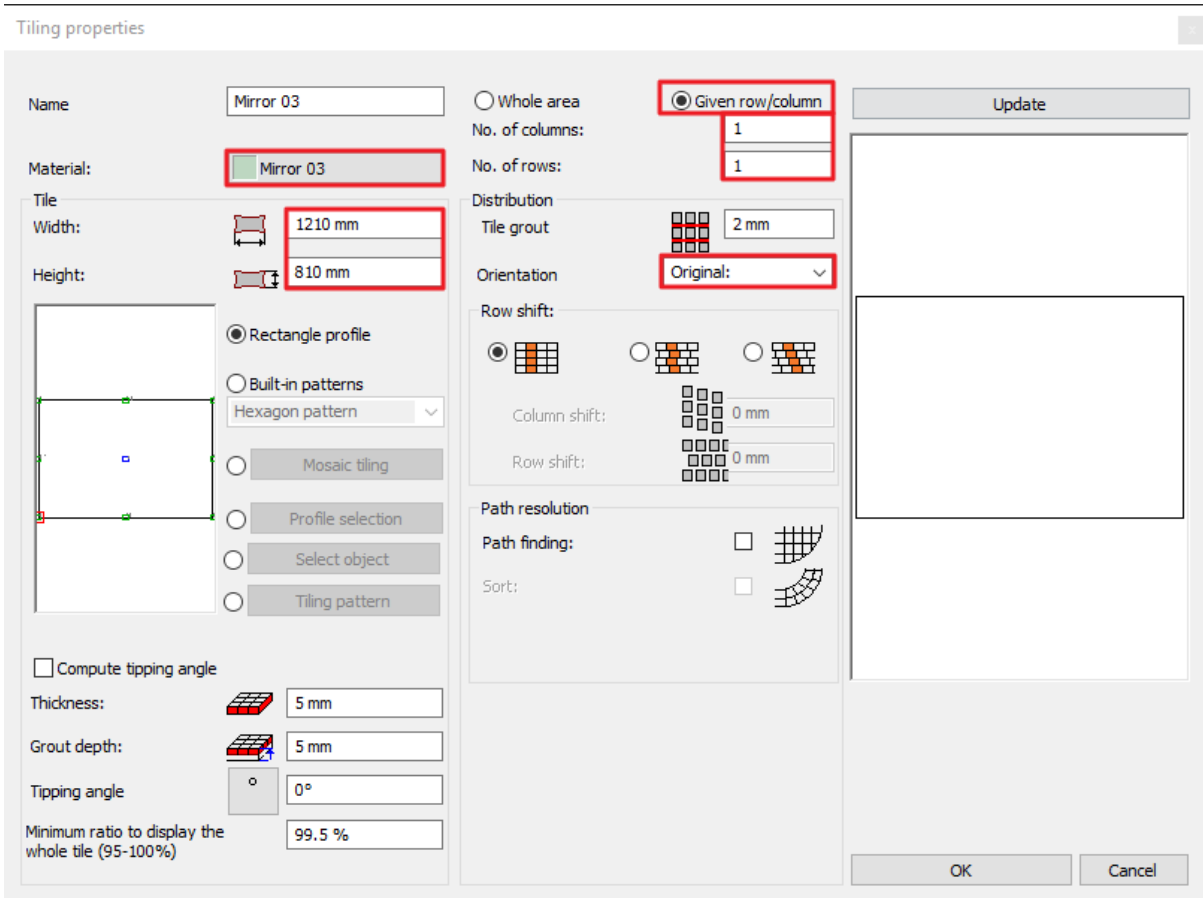 Tiling properties
x
Name
Mirror 03
Material:
Mirror 03
Tile
Width:
1210 mm
Height:
810 mm
Rectangle profile
Built-in patterns
Hexagon pattern
Mosaic tiling
Profile selection
Select object
Tiling pattern
Compute tipping angle
Thickness:
5 mm
Grout depth:
5 mm
Tipping angle
°
0°
Minimum ratio to display the
whole tile (95-100%)
99.5 %
Whole area
Given row/column
No. of columns:
1
No. of rows:
1
Distribution
Tile grout
2 mm
Orientation
Original:
Row shift:
Column shift:
0 mm
Row shift:
0 mm
Path resolution
Path finding:
Sort:
Update
OK
Cancel